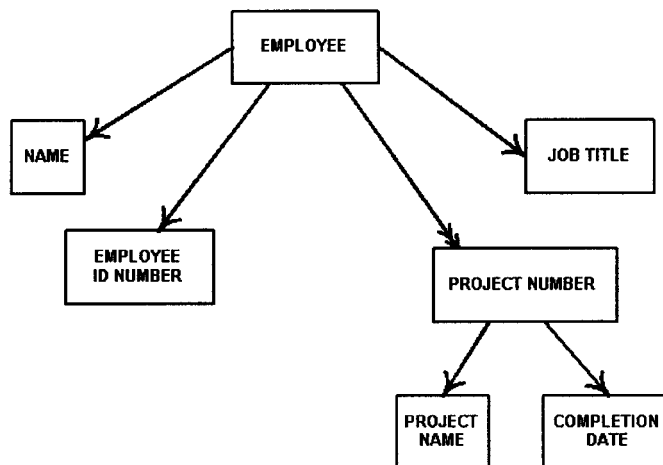 EMPLOYEE
NAME
JOB TITLE
EMPLOYEE
ID NUMBER
PROJECT NUMBER
PROJECT
NAME
COMPLETION
DATE